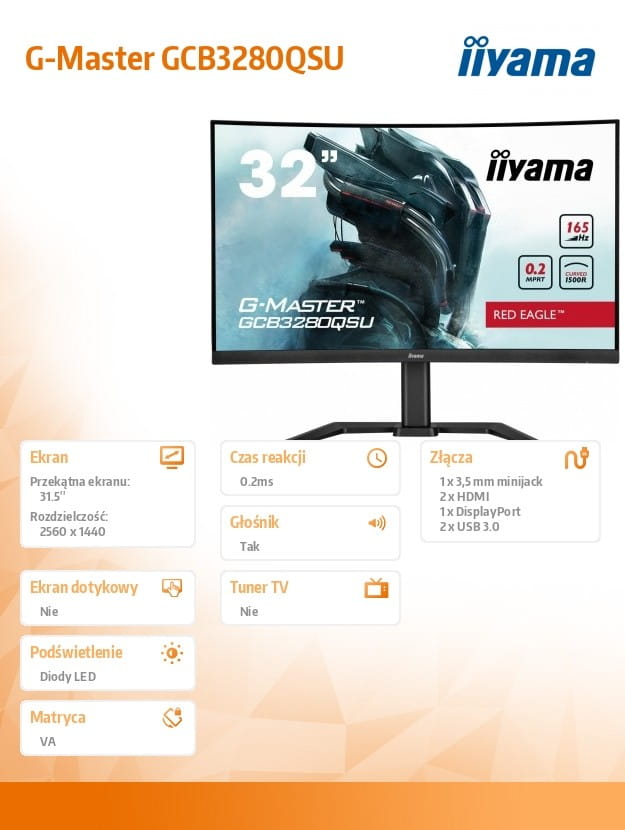 G-Master GCB3280QSU
iiyama
32”
iiyama
165
Hz
0.2
MPRT
CURVED
1500R
G-MASTER™
GCB3280QSU
RED EAGLE™
iiyama
Ekran
Przekątna ekranu:
31.5"
Rozdzielczość:
2560 x 1440
Czas reakcji
0.2ms
Złącza
1 x 3,5 mm minijack
2 x HDMI
1 x DisplayPort
2 x USB 3.0
Głośnik
Tak
Ekran dotykowy
Nie
Tuner TV
Nie
Podświetlenie
Diody LED
Matryca
VA